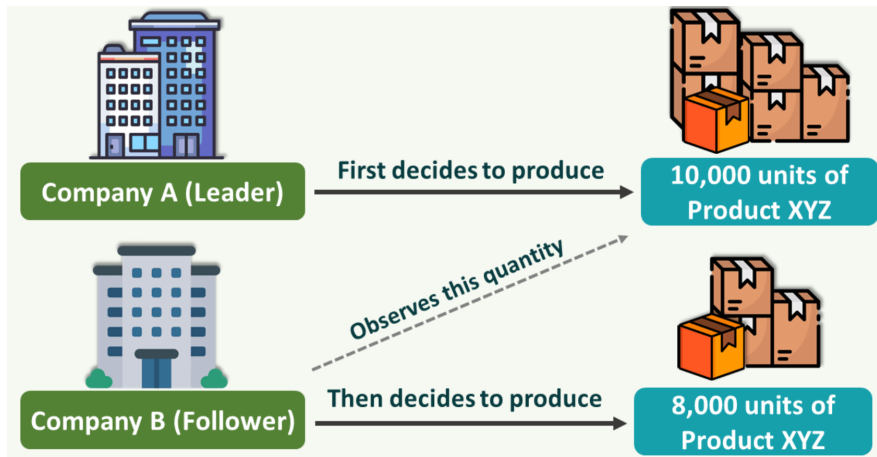 Company A (Leader)
First decides to produce
10,000 units of
Product XYZ
Observes this quantity
Company B (Follower)
Then decides to produce
8,000 units of
Product XYZ